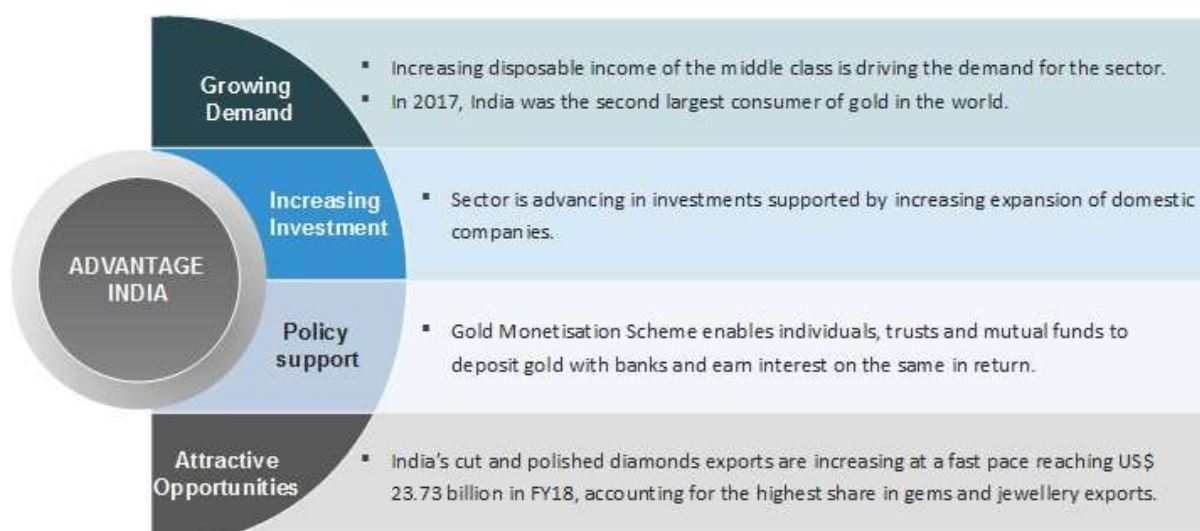 ADVANTAGE
INDIA
Growing
Demand
▪ Increasing disposable income of the middle class is driving the demand for the sector.
▪ In 2017, India was the second largest consumer of gold in the world.
Increasing
Investment
▪ Sector is advancing in investments supported by increasing expansion of domestic
companies.
Policy
support
▪ Gold Monetisation Scheme enables individuals, trusts and mutual funds to
deposit gold with banks and earn interest on the same in return.
Attractive
Opportunities
▪ India’s cut and polished diamonds exports are increasing at a fast pace reaching US$
23.73 billion in FY18, accounting for the highest share in gems and jewellery exports.